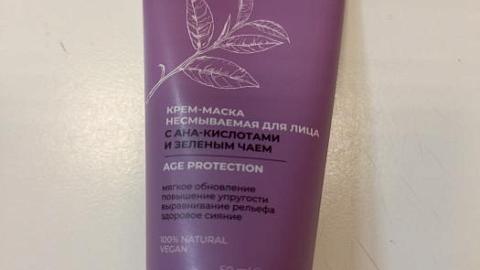 КРЕМ-МАСКА
НЕСМЫВАЕМАЯ ДЛЯ ЛИЦА
С АНА-КИСЛОТАМИ
И ЗЕЛЕНЫМ ЧАЕМ
AGE PROTECTION
мягкое обновление
повышение упругости
выравнивание рельефа
здоровое сияние
100% NATURAL
VEGAN